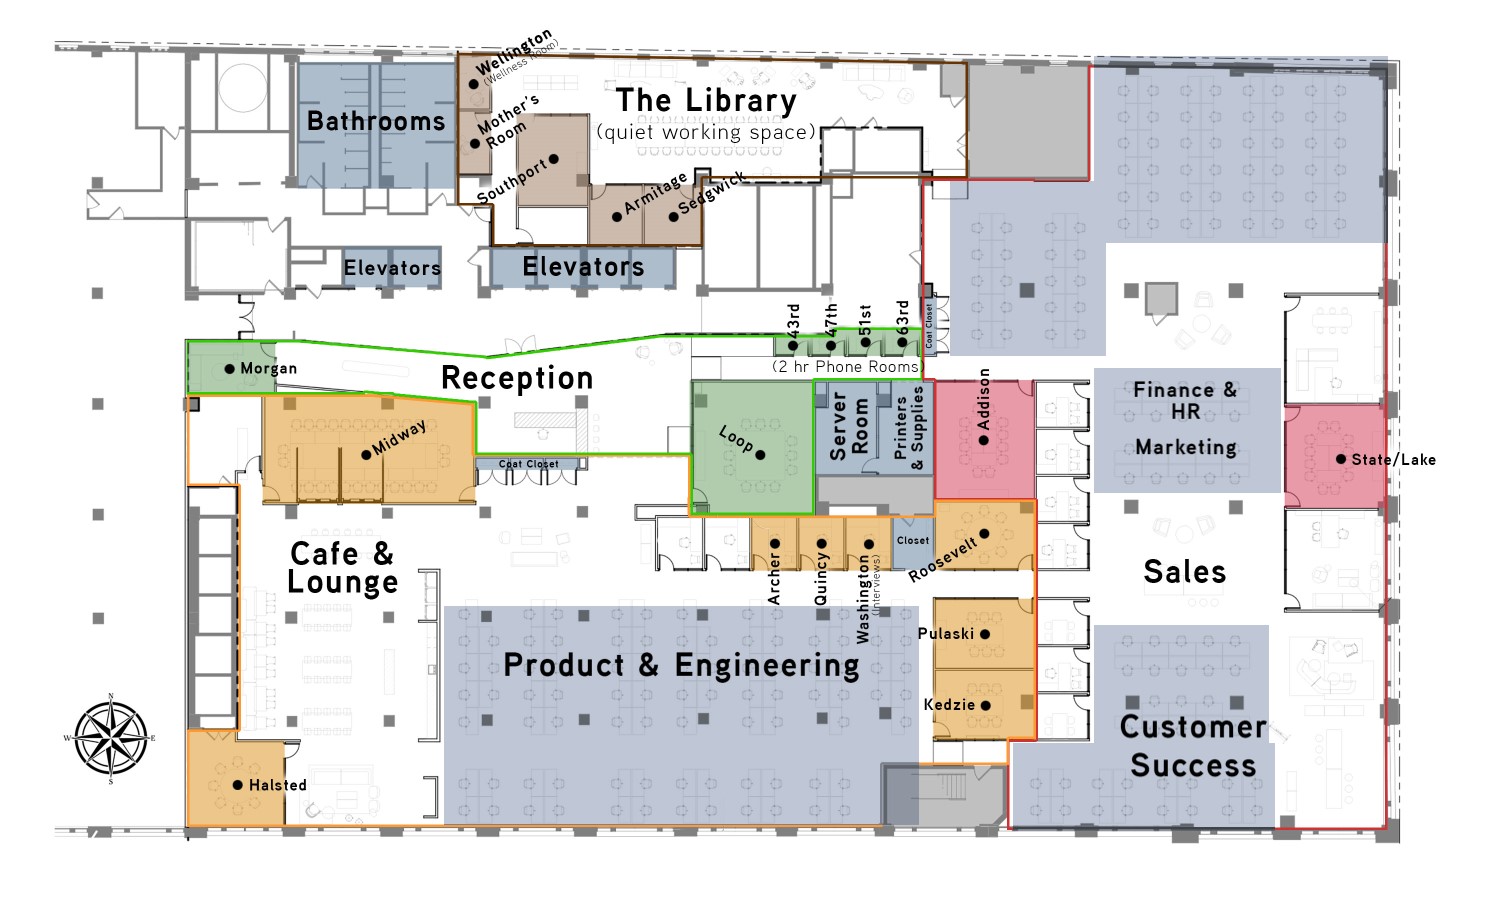 Wellington
(Wellness Room)
Mother's
Room
Bathrooms
The Library
(quiet working space)
Southport
Armitage
Sedgwick
Elevators
Elevators
43rd
47th
51st
63rd
Coat Closet
(2 hr Phone Rooms)
Morgan
Reception
Midway
Loop
Server
Room
Printers
& Supplies
Addison
Finance &
HR
Marketing
State/Lake
Coat Closet
Cafe &
Lounge
Archer
Quincy
Washington
(Interviews)
Closet
Roosevelt
Sales
Pulaski
Product & Engineering
Kedzie
Customer
Success
Halsted
N
W
E
S